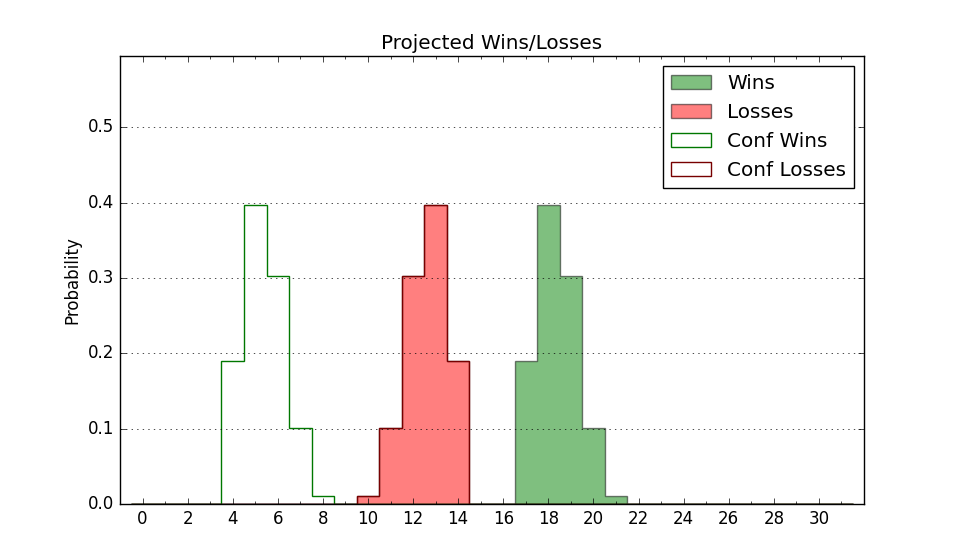 Projected Wins/Losses
Wins
Losses
Conf Wins
Conf Losses
Probability
0.5
0.4
0.3
0.2
0.1
0.0
0 2 4 6 8 10 12 14 16 18 20 22 24 26 28 30